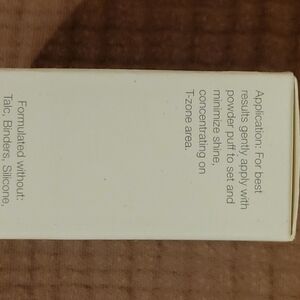 Application: For best
results gently apply with
powder puff to set and
minimize shine,
concentrating on
T-zone area.
Formulated without:
Talc, Binders, Silicone,